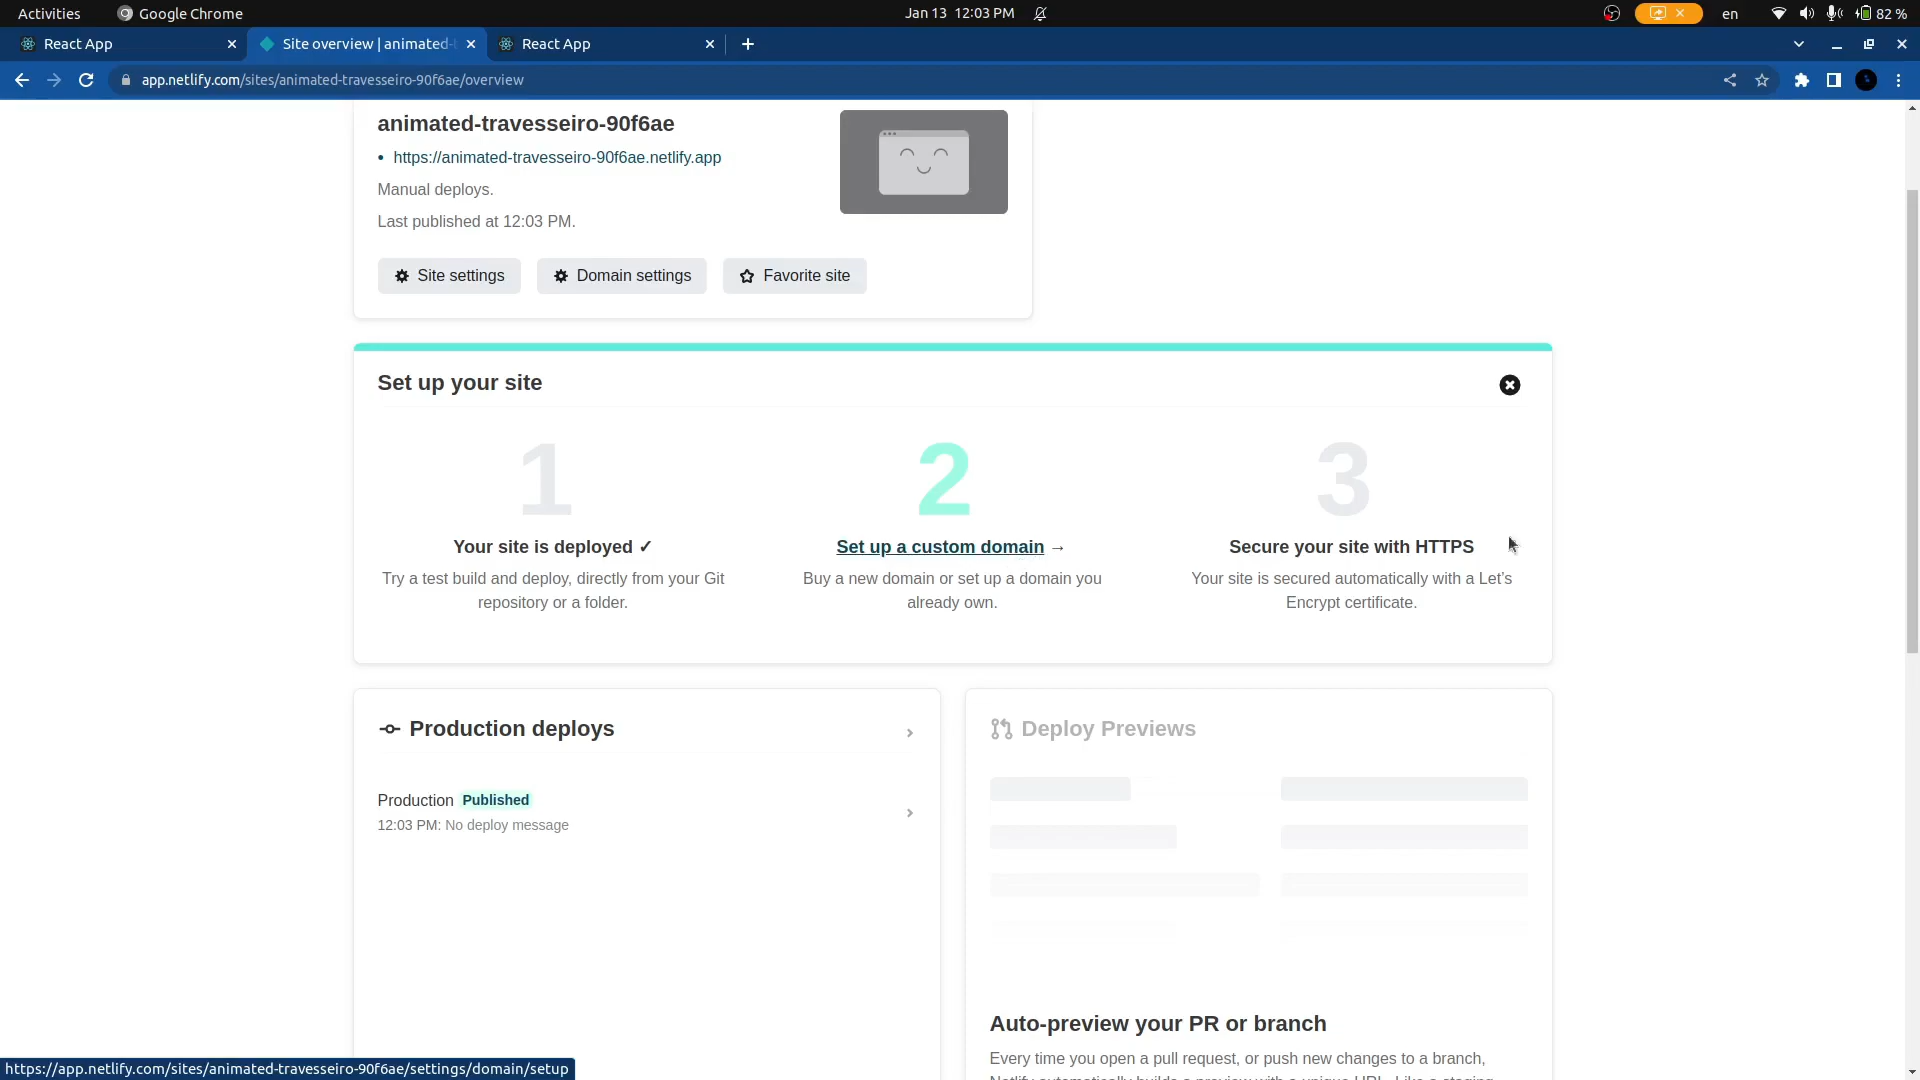 Activities
Google Chrome
Jan 13 12:03 PM
en
82 %
React App
Site overview | animated-
React App
app.netlify.com/sites/animated-travesseiro-90f6ae/overview
animated-travesseiro-90f6ae
• https://animated-travesseiro-90f6ae.netlify.app
Manual deploys.
Last published at 12:03 PM.
Site settings
Domain settings
Favorite site
Set up your site
1
2
3
Your site is deployed ✓
Try a test build and deploy, directly from your Git
repository or a folder.
Set up a custom domain →
Buy a new domain or set up a domain you
already own.
Secure your site with HTTPS
Your site is secured automatically with a Let's
Encrypt certificate.
Production deploys
Production Published
12:03 PM: No deploy message
Deploy Previews
Auto-preview your PR or branch
Every time you open a pull request, or push new changes to a branch,
https://app.netlify.com/sites/animated-travesseiro-90f6ae/settings/domain/setup